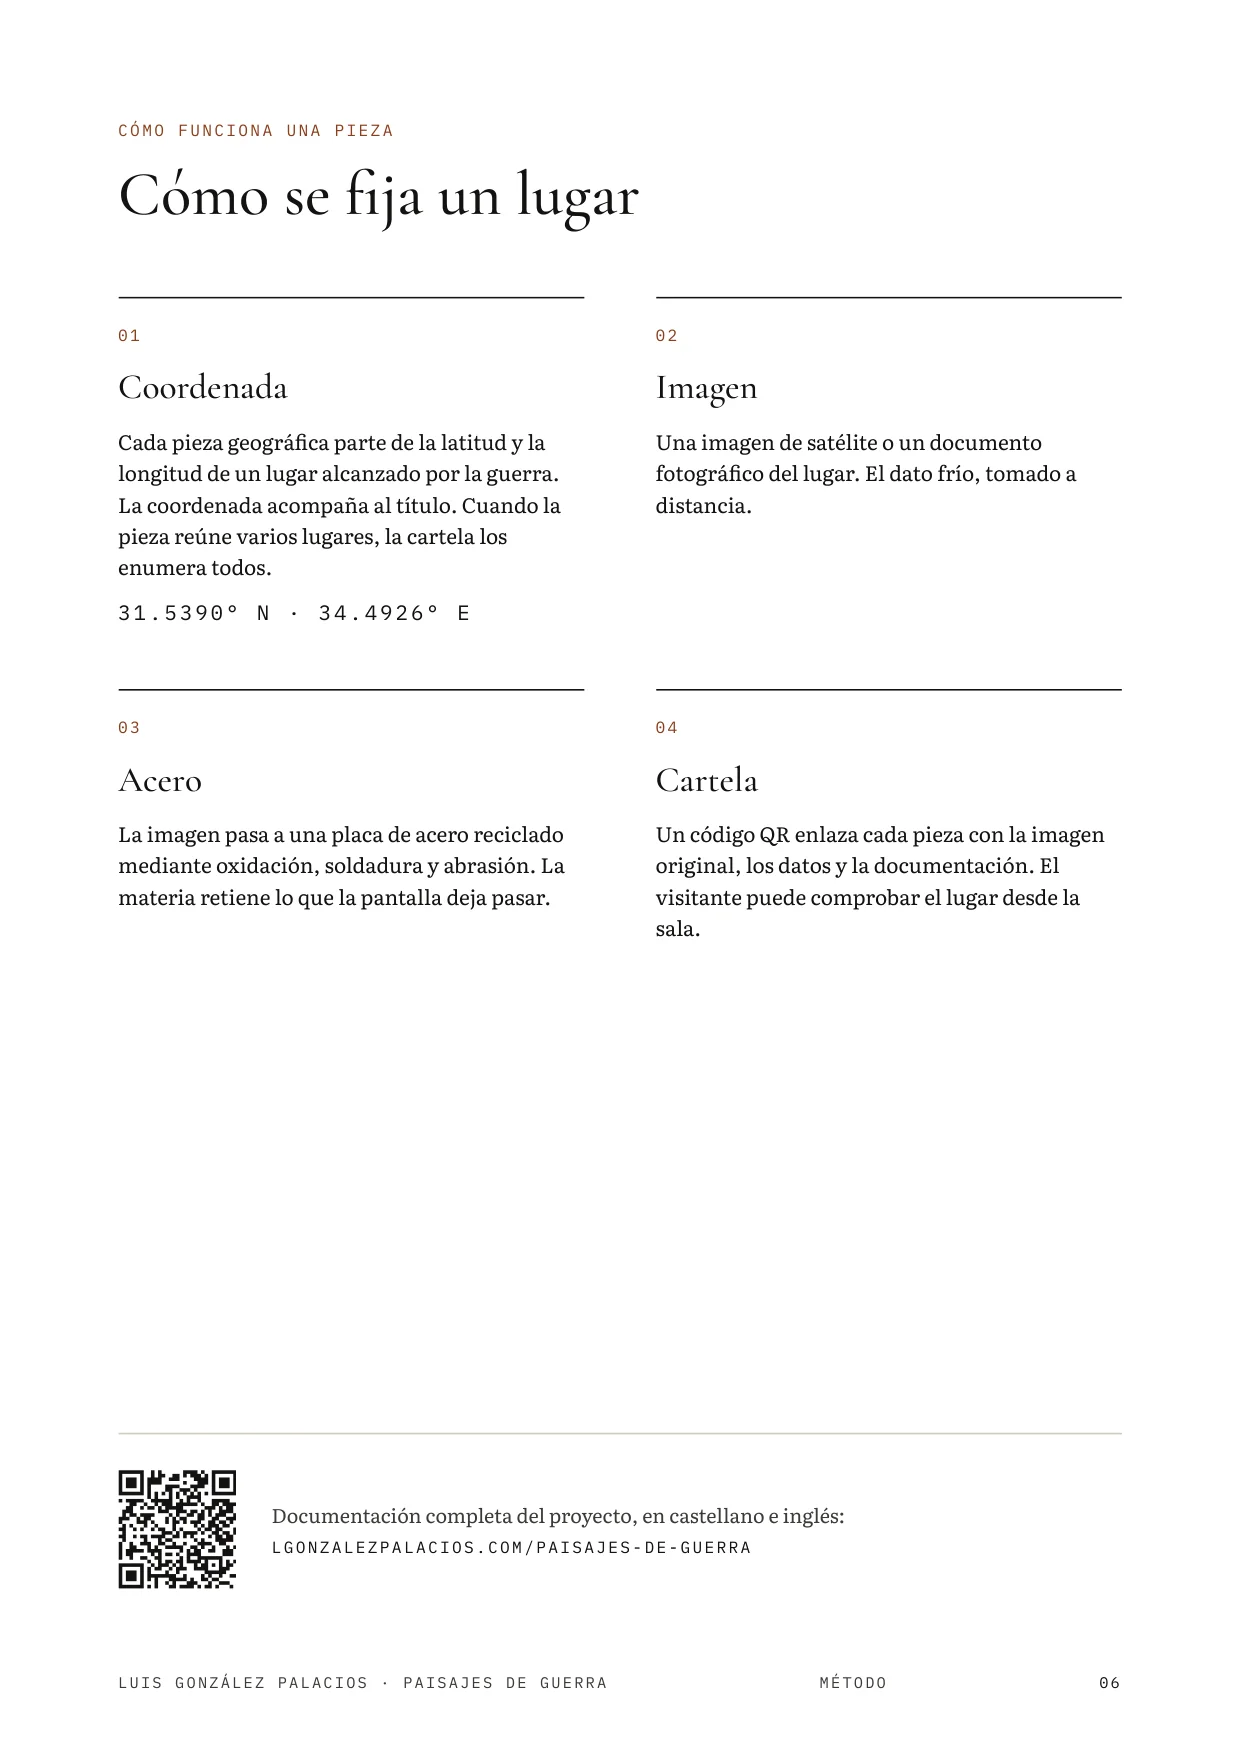 CÓMO FUNCIONA UNA PIEZA
Cómo se fija un lugar
01
Coordenada
Cada pieza geográfica parte de la latitud y la
longitud de un lugar alcanzado por la guerra.
La coordenada acompaña al título. Cuando la
pieza reúne varios lugares, la cartela los
enumera todos.
31.5390° N · 34.4926° E
02
Imagen
Una imagen de satélite o un documento
fotográfico del lugar. El dato frío, tomado a
distancia.
03
Acero
La imagen pasa a una placa de acero reciclado
mediante oxidación, soldadura y abrasión. La
materia retiene lo que la pantalla deja pasar.
04
Cartela
Un código QR enlaza cada pieza con la imagen
original, los datos y la documentación. El
visitante puede comprobar el lugar desde la
sala.
Documentación completa del proyecto, en castellano e inglés:
LGONZALEZPALACIOS.COM/PAISAJES-DE-GUERRA
LUIS GONZÁLEZ PALACIOS · PAISAJES DE GUERRA
MÉTODO
06